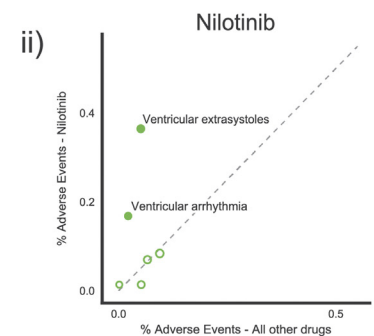 Nilotinib
ii)
Ventricular extrasystoles
0.4
% Adverse Events - Nilotinib
Ventricular arrhythmia
0.2
0.0
0.0
0.5
% Adverse Events - All other drugs